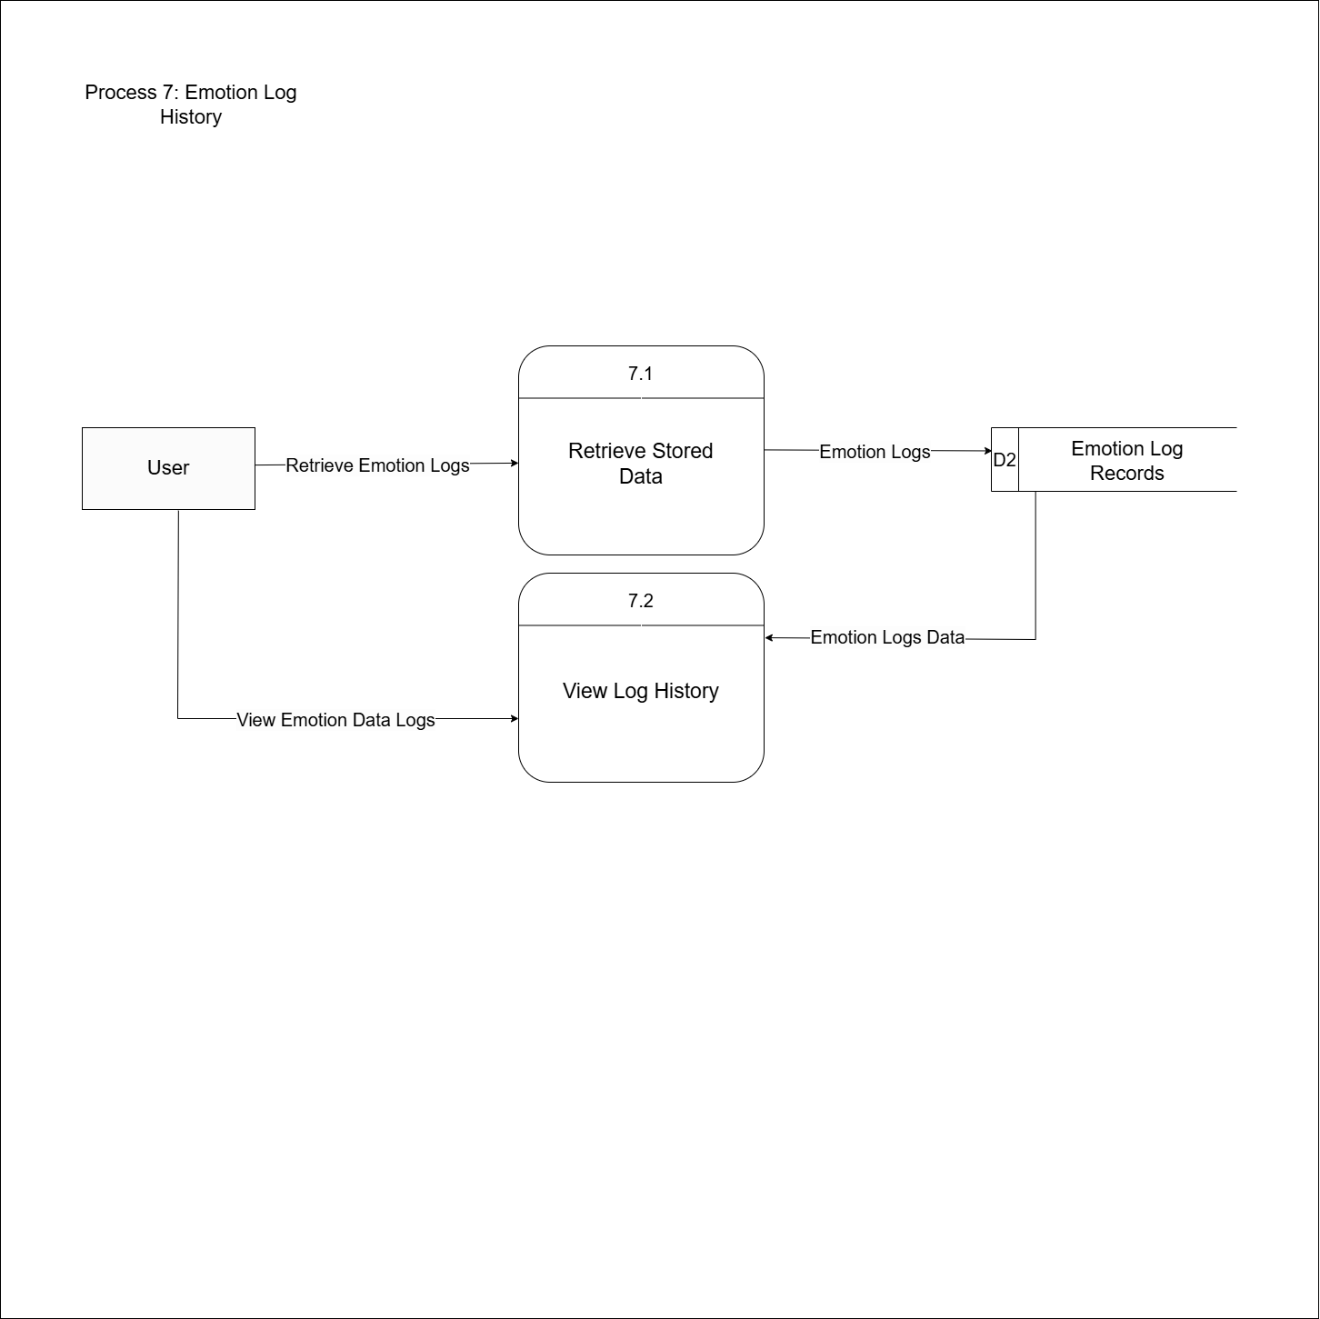 Process 7: Emotion Log
History
7.1
Retrieve Stored
Data
User
Retrieve Emotion Logs
Emotion Logs
D2
Emotion Log
Records
7.2
View Log History
Emotion Logs Data
View Emotion Data Logs